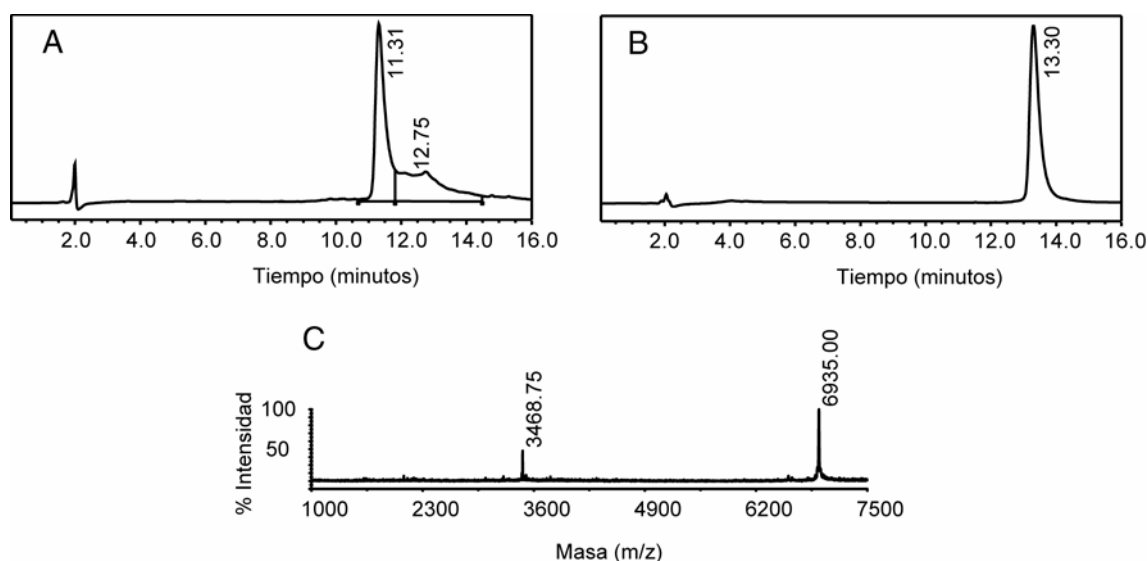 A
11.31
12.75
2.0 4.0 6.0 8.0 10.0 12.0 14.0 16.0
Tiempo (minutos)
B
13.30
2.0 4.0 6.0 8.0 10.0 12.0 14.0 16.0
Tiempo (minutos)
C
3468.75
6935.00
% Intensidad
100
50
1000 2300 3600 4900 6200 7500
Masa (m/z)